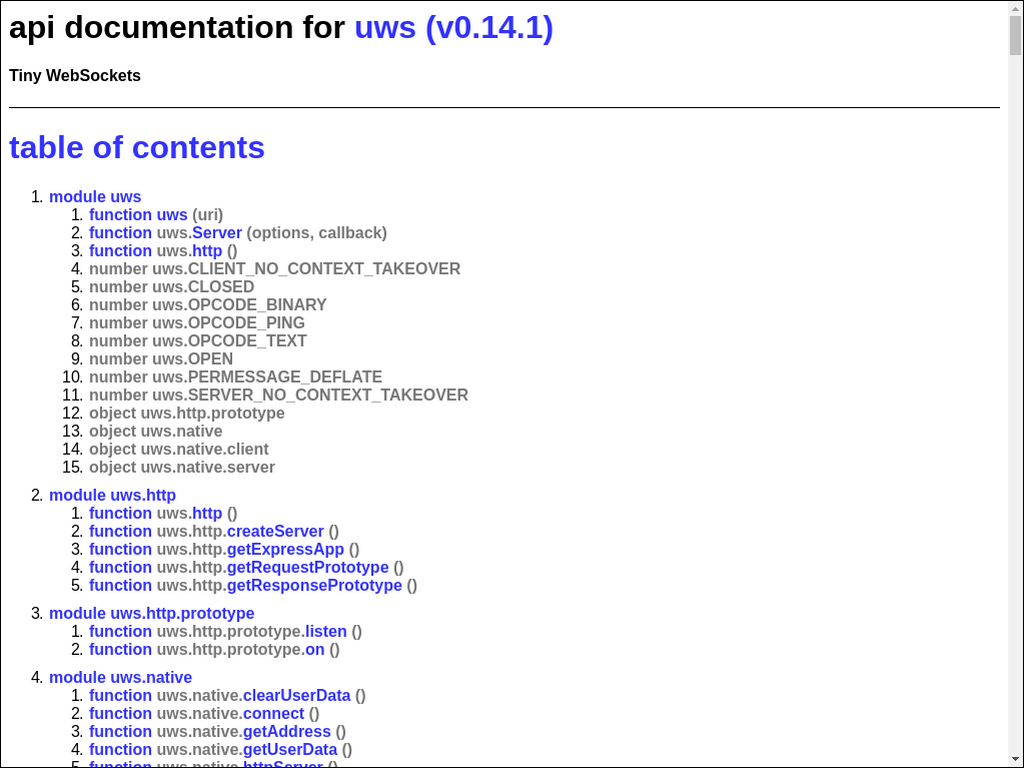 api documentation for uws (v0.14.1)
Tiny WebSockets
table of contents
1. module uws
1. function uws (uri)
2. function uws.Server (options, callback)
3. function uws.http ()
4. number uws.CLIENT_NO_CONTEXT_TAKEOVER
5. number uws.CLOSED
6. number uws.OPCODE_BINARY
7. number uws.OPCODE_PING
8. number uws.OPCODE_TEXT
9. number uws.OPEN
10. number uws.PERMESSAGE_DEFLATE
11. number uws.SERVER_NO_CONTEXT_TAKEOVER
12. object uws.http.prototype
13. object uws.native
14. object uws.native.client
15. object uws.native.server
2. module uws.http
1. function uws.http ()
2. function uws.http.createServer ()
3. function uws.http.getExpressApp ()
4. function uws.http.getRequestPrototype ()
5. function uws.http.getResponsePrototype ()
3. module uws.http.prototype
1. function uws.http.prototype.listen ()
2. function uws.http.prototype.on ()
4. module uws.native
1. function uws.native.clearUserData ()
2. function uws.native.connect ()
3. function uws.native.getAddress ()
4. function uws.native.getUserData ()
5. function uws.native.httpServer ()